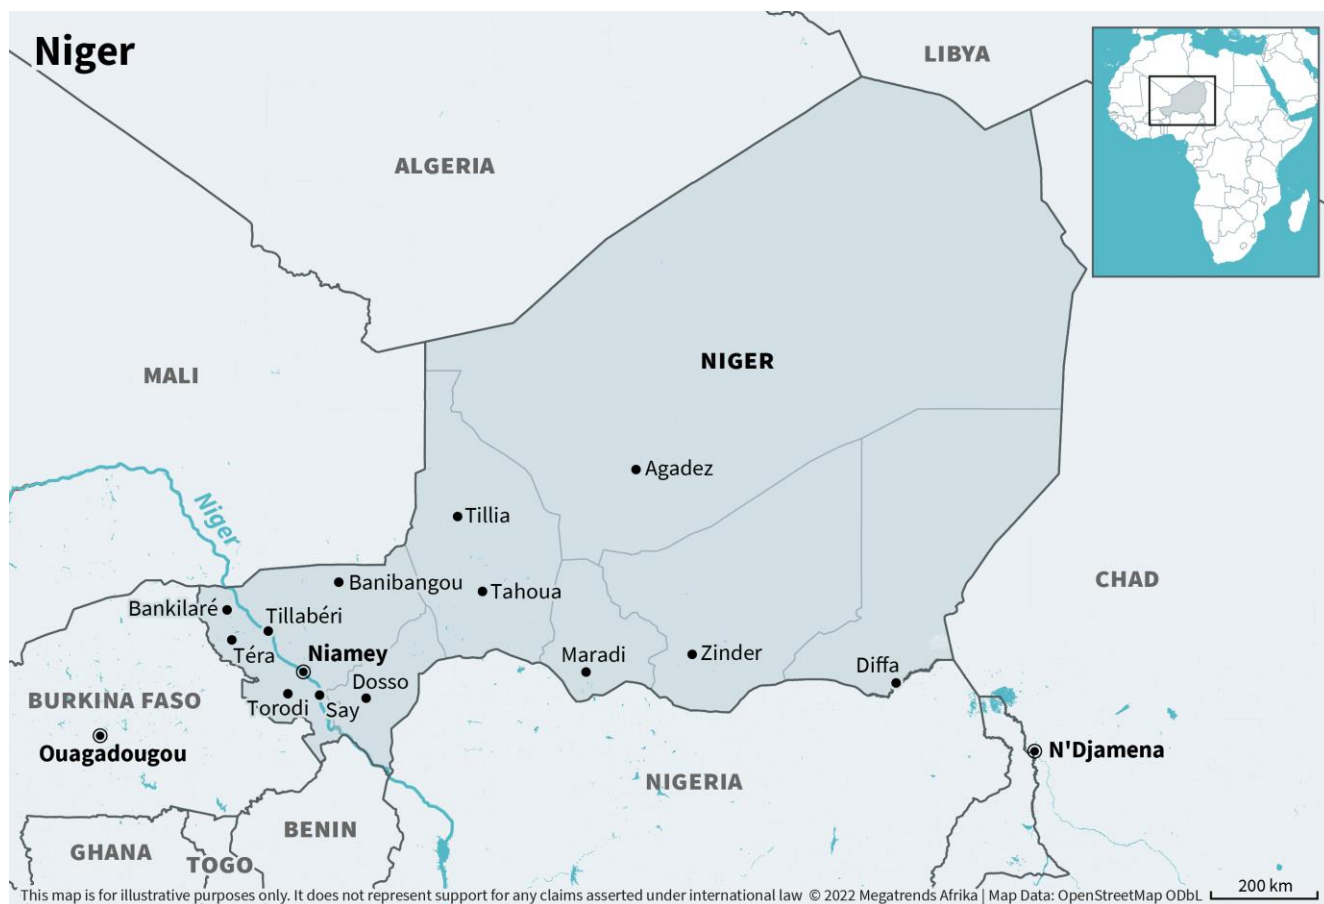 Niger
LIBYA
ALGERIA
NIGER
MALI
Agadez
Niger
Tillia
CHAD
Banibangou
Tahoua
Bankilaré
Tillabéri
Téra
Niamey
Maradi
Zinder
Diffa
Dosso
BURKINA FASO
Torodi
Say
Ouagadougou
N'Djamena
NIGERIA
BENIN
GHANA
TOGO
200 km
This map is for illustrative purposes only. It does not represent support for any claims asserted under international law © 2022 Megatrends Afrika | Map Data: OpenStreetMap ODbL